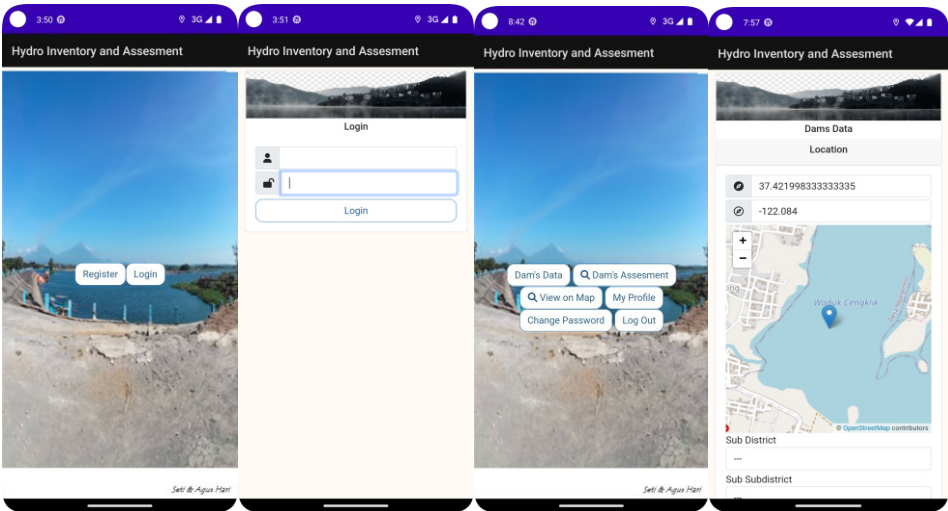 3:50
3G
Hydro Inventory and Assesment
Register
Login
Seti & Agus Hari
3:51
3G
Hydro Inventory and Assesment
Login
Login
8:42
3G
Hydro Inventory and Assesment
Dam's Data
Dam's Assesment
View on Map
My Profile
Change Password
Log Out
Seti & Agus Hari
7:57
Hydro Inventory and Assesment
Dams Data
Location
37.421998333333335
-122.084
+
−
Waduk Cengklik
© OpenStreetMap contributors
Sub District
---
Sub Subdistrict
---